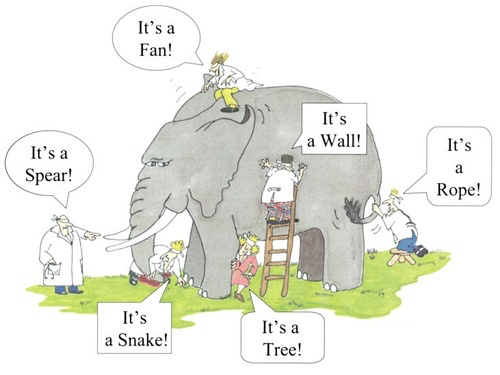 It's a
Fan!
It's
a Wall!
It's a
Spear!
It's
a
Rope!
It's
a Snake!
It's a
Tree!